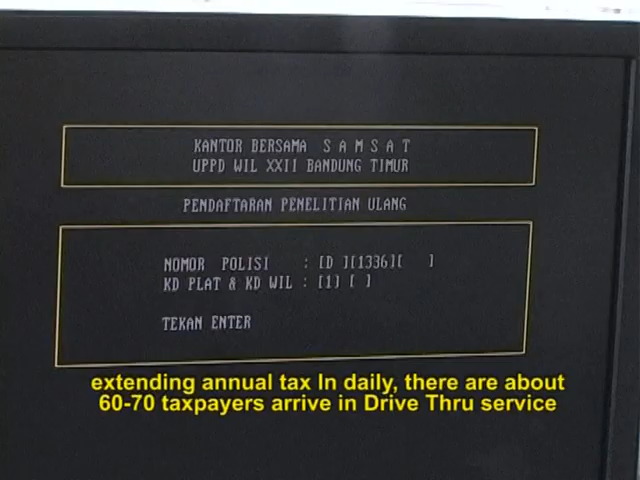 KANTOR BERSAMA S A M S A T
UPPD WIL XXII BANDUNG TIMUR
PENDAFTARAN PENELITIAN ULANG
NOMOR POLISI : [D ][1336][ ]
KD PLAT & KD WIL : [1] [ ]
TEKAN ENTER
extending annual tax In daily, there are about
60-70 taxpayers arrive in Drive Thru service